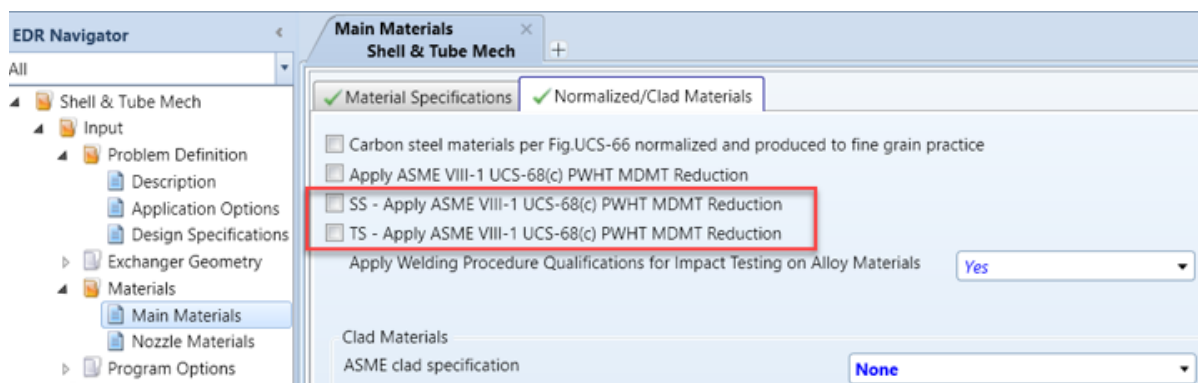 EDR Navigator
All
Shell & Tube Mech
Input
Problem Definition
Description
Application Options
Design Specifications
Exchanger Geometry
Materials
Main Materials
Nozzle Materials
Program Options
Main Materials
Shell & Tube Mech
Material Specifications
Normalized/Clad Materials
Carbon steel materials per Fig.UCS-66 normalized and produced to fine grain practice
Apply ASME VIII-1 UCS-68(c) PWHT MDMT Reduction
SS - Apply ASME VIII-1 UCS-68(c) PWHT MDMT Reduction
TS - Apply ASME VIII-1 UCS-68(c) PWHT MDMT Reduction
Apply Welding Procedure Qualifications for Impact Testing on Alloy Materials Yes
Clad Materials
ASME clad specification None